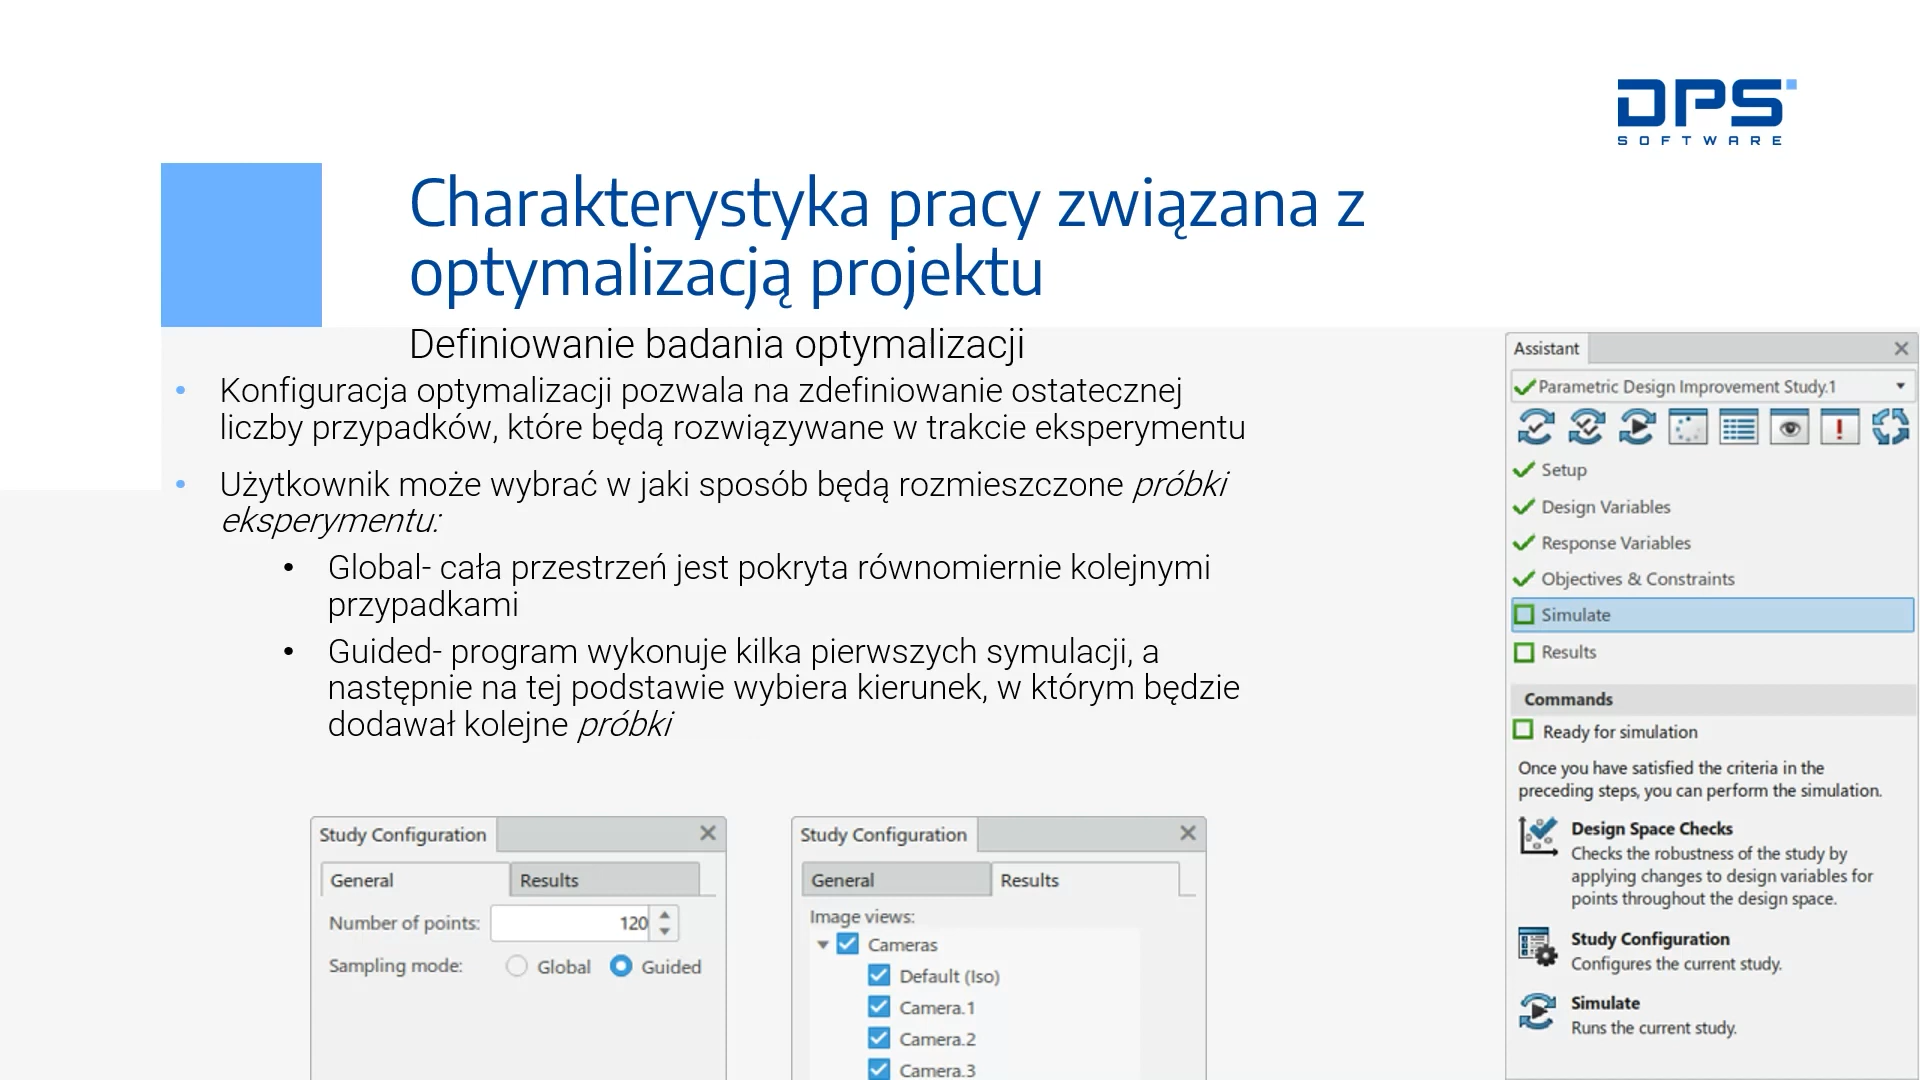 DPS
SOFTWARE
Charakterystyka pracy związana z
optymalizacją projektu
Definiowanie badania optymalizacji
• Konfiguracja optymalizacji pozwala na zdefiniowanie ostatecznej
liczby przypadków, które będą rozwiązywane w trakcie eksperymentu
• Użytkownik może wybrać w jaki sposób będą rozmieszczone próbki
eksperymentu:
• Global- cała przestrzeń jest pokryta równomiernie kolejnymi
przypadkami
• Guided- program wykonuje kilka pierwszych symulacji, a
następnie na tej podstawie wybiera kierunek, w którym będzie
dodawał kolejne próbki
Study Configuration
General Results
Number of points: 120
Sampling mode: Global Guided
Study Configuration
General Results
Image views:
Cameras
Default (Iso)
Camera.1
Camera.2
Camera.3
Assistant
Parametric Design Improvement Study.1
Setup
Design Variables
Response Variables
Objectives & Constraints
Simulate
Results
Commands
Ready for simulation
Once you have satisfied the criteria in the
preceding steps, you can perform the simulation.
Design Space Checks
Checks the robustness of the study by
applying changes to design variables for
points throughout the design space.
Study Configuration
Configures the current study.
Simulate
Runs the current study.